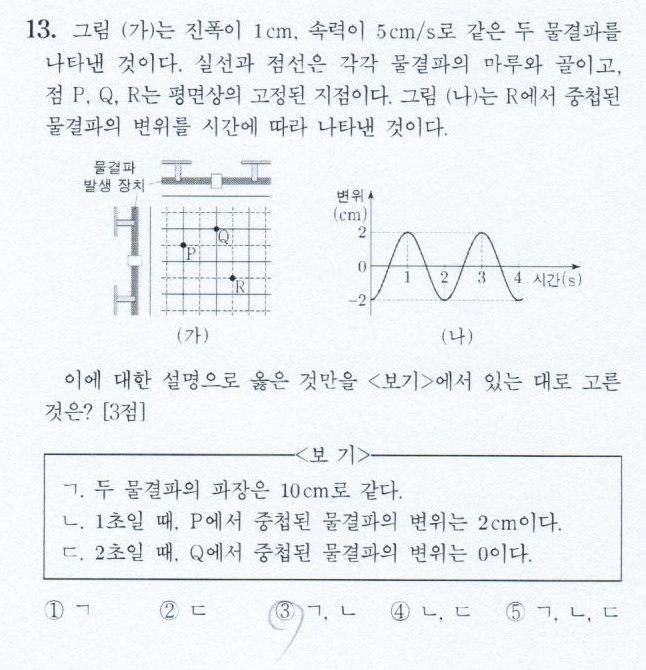 13. 그림 (가)는 진폭이 1cm, 속력이 5cm/s로 같은 두 물결파를
나타낸 것이다. 실선과 점선은 각각 물결파의 마루와 골이고,
점 P, Q, R는 평면상의 고정된 지점이다. 그림 (나)는 R에서 중첩된
물결파의 변위를 시간에 따라 나타낸 것이다.
물결파
발생 장치
P
Q
R
(가)
변위
(cm)
2
0
-2
1 2 3 4 시간(s)
(나)
이에 대한 설명으로 옳은 것만을 <보기>에서 있는 대로 고른
것은? [3점]
<보 기>
ㄱ. 두 물결파의 파장은 10cm로 같다.
ㄴ. 1초일 때, P에서 중첩된 물결파의 변위는 2cm이다.
ㄷ. 2초일 때, Q에서 중첩된 물결파의 변위는 0이다.
① ㄱ ② ㄷ ③ ㄱ, ㄴ ④ ㄴ, ㄷ ⑤ ㄱ, ㄴ, ㄷ